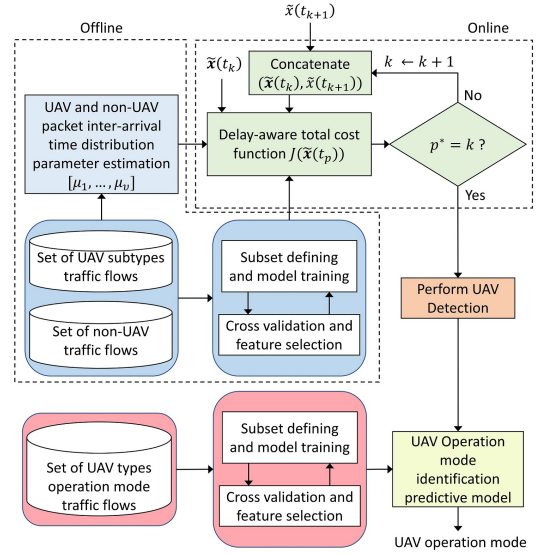 Offline
Online
x̃(t_{k+1})
x̃(t_k)
Concatenate
(x̃(t_k), x̃(t_{k+1}))
k ← k + 1
No
UAV and non-UAV
packet inter-arrival
time distribution
parameter estimation
[μ_1, ..., μ_v]
Delay-aware total cost
function J(x̃(t_p))
p* = k ?
Yes
Set of UAV subtypes
traffic flows
Set of non-UAV
traffic flows
Subset defining
and model training
Cross validation and
feature selection
Perform UAV
Detection
Set of UAV types
operation mode
traffic flows
Subset defining
and model training
Cross validation and
feature selection
UAV Operation
mode
identification
predictive model
UAV operation mode